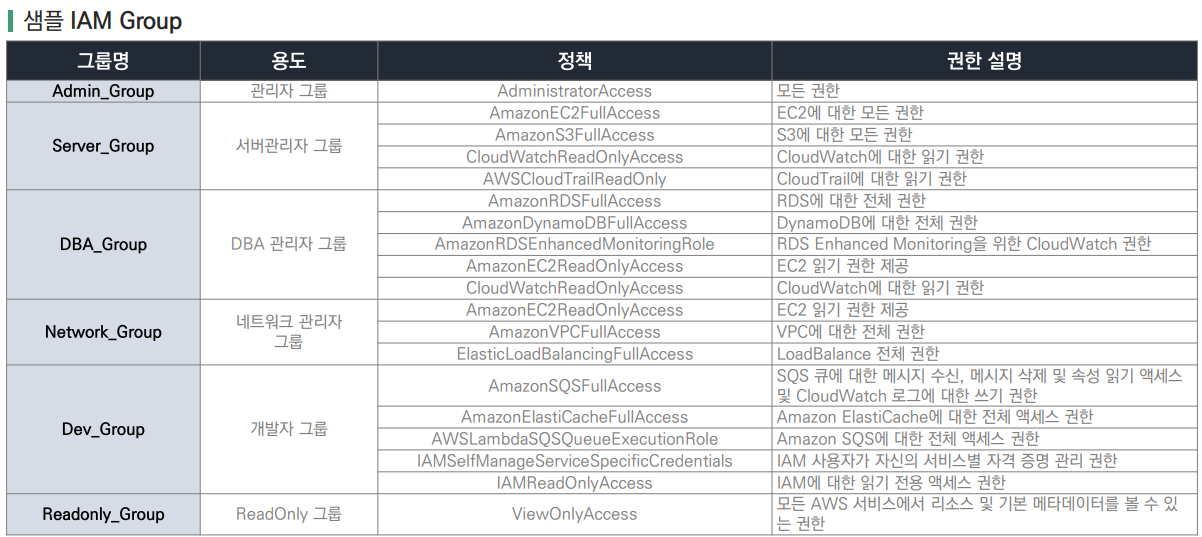 샘플 IAM Group
그룹명 용도 정책 권한 설명
Admin_Group 관리자 그룹 AdministratorAccess 모든 권한
Server_Group 서버관리자 그룹 AmazonEC2FullAccess EC2에 대한 모든 권한
AmazonS3FullAccess S3에 대한 모든 권한
CloudWatchReadOnlyAccess CloudWatch에 대한 읽기 권한
AWSCloudTrailReadOnly CloudTrail에 대한 읽기 권한
DBA_Group DBA 관리자 그룹 AmazonRDSFullAccess RDS에 대한 전체 권한
AmazonDynamoDBFullAccess DynamoDB에 대한 전체 권한
AmazonRDSEnhancedMonitoringRole RDS Enhanced Monitoring을 위한 CloudWatch 권한
AmazonEC2ReadOnlyAccess EC2 읽기 권한 제공
CloudWatchReadOnlyAccess CloudWatch에 대한 읽기 권한
Network_Group 네트워크 관리자
그룹 AmazonEC2ReadOnlyAccess EC2 읽기 권한 제공
AmazonVPCFullAccess VPC에 대한 전체 권한
ElasticLoadBalancingFullAccess LoadBalance 전체 권한
Dev_Group 개발자 그룹 AmazonSQSFullAccess SQS 큐에 대한 메시지 수신, 메시지 삭제 및 속성 읽기 액세스
및 CloudWatch 로그에 대한 쓰기 권한
AmazonElastiCacheFullAccess Amazon ElastiCache에 대한 전체 액세스 권한
AWSLambdaSQSQueueExecutionRole Amazon SQS에 대한 전체 액세스 권한
IAMSelfManageServiceSpecificCredentials IAM 사용자가 자신의 서비스별 자격 증명 관리 권한
IAMReadOnlyAccess IAM에 대한 읽기 전용 액세스 권한
Readonly_Group ReadOnly 그룹 ViewOnlyAccess 모든 AWS 서비스에서 리소스 및 기본 메타데이터를 볼 수 있
는 권한